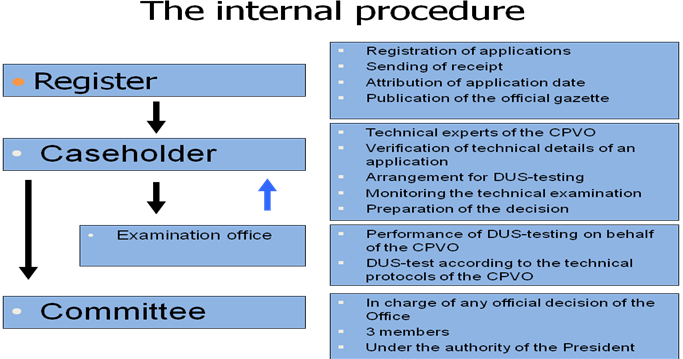 The internal procedure
Register
Registration of applications
Sending of receipt
Attribution of application date
Publication of the official gazette
Caseholder
Technical experts of the CPVO
Verification of technical details of an
application
Arrangement for DUS-testing
Monitoring the technical examination
Preparation of the decision
Examination office
Performance of DUS-testing on behalf
of the CPVO
DUS-test according to the technical
protocols of the CPVO
Committee
In charge of any official decision of the
Office
3 members
Under the authority of the President